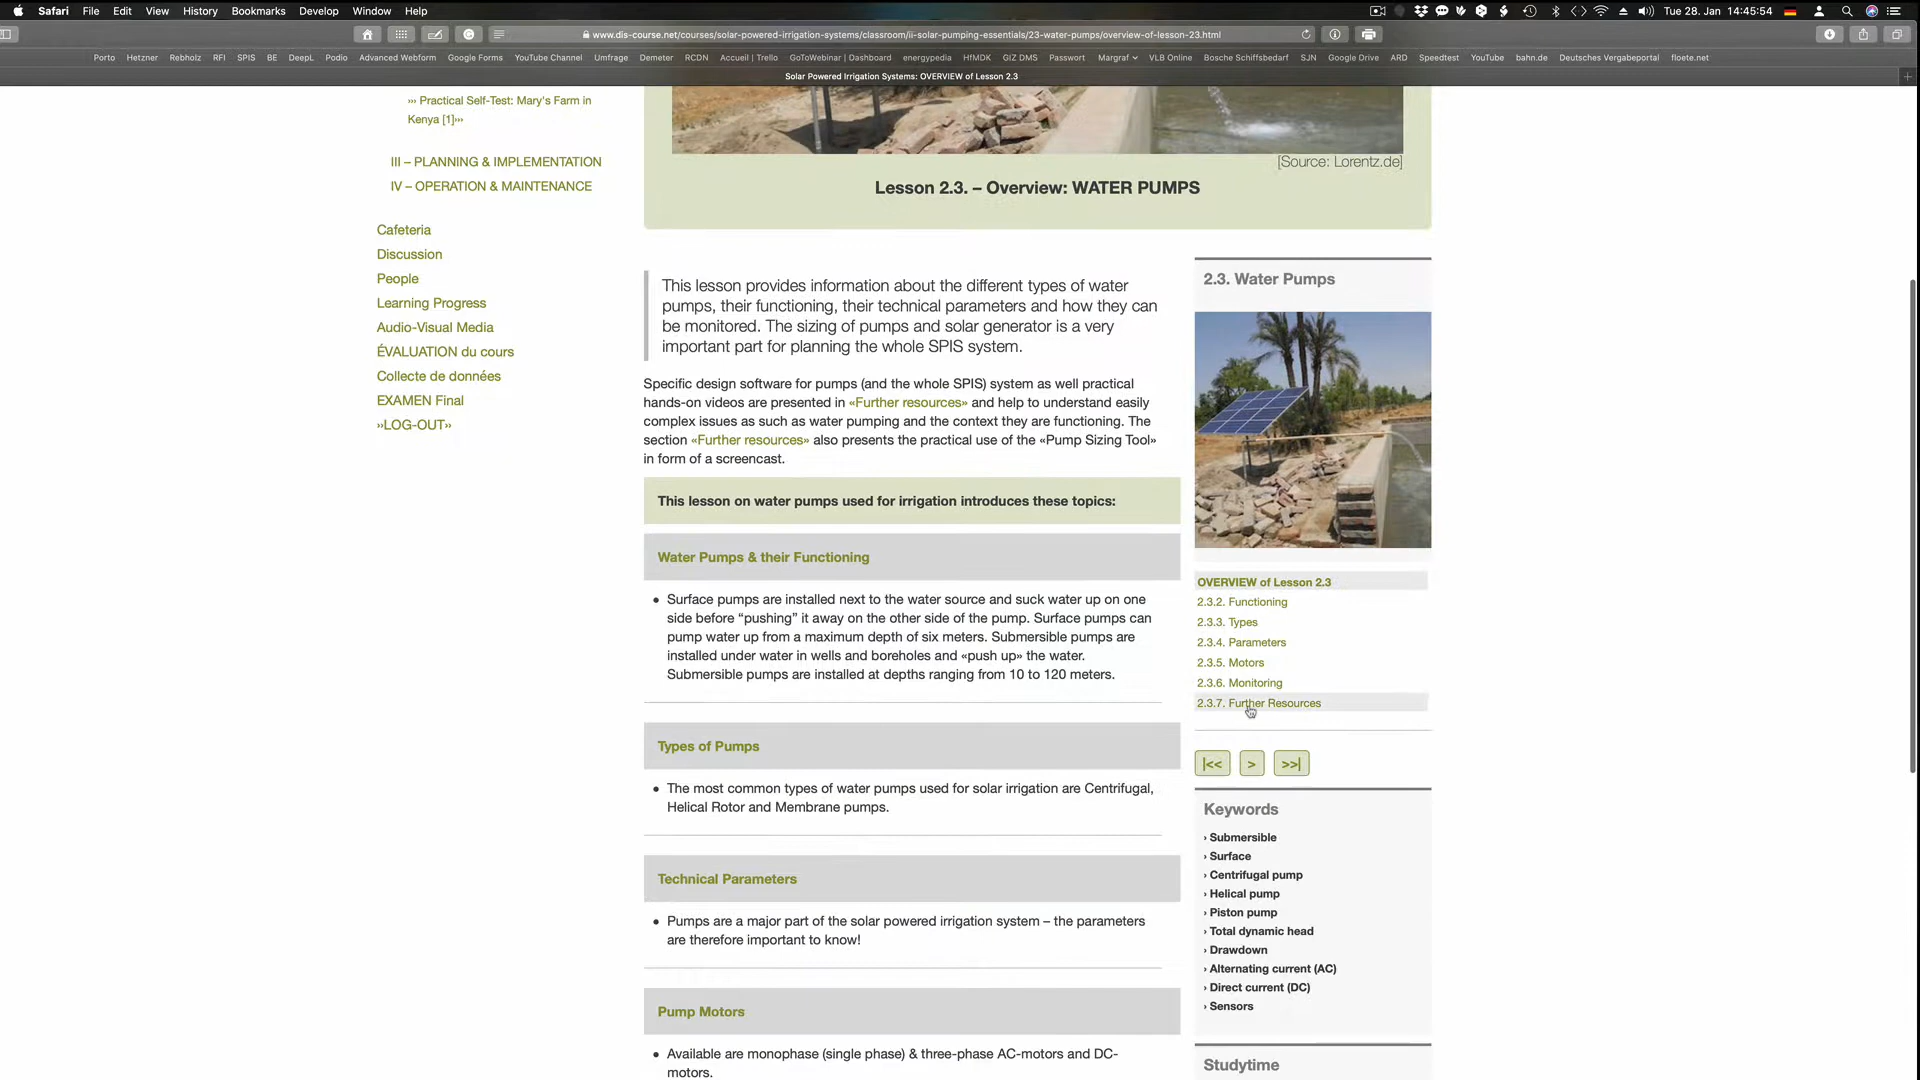 Safari File Edit View History Bookmarks Develop Window Help
Tue 28. Jan 14:45:54
www.dis-course.net/courses/solar-powered-irrigation-systems/classroom/ii-solar-pumping-essentials/23-water-pumps/overview-of-lesson-23.html
Porto Hetzner Rebholz RFI SPIS BE DeepL Podio Advanced Webform Google Forms YouTube Channel Umfrage Demeter RCDN Accueil | Trello GoToWebinar | Dashboard energypedia HfMDK GIZ DMS Passwort Margraf VLB Online Bosche Schiffsbedarf SJN Google Drive ARD Speedtest YouTube bahn.de Deutsches Vergabeportal floete.net
Solar Powered Irrigation Systems: OVERVIEW of Lesson 2.3
››› Practical Self-Test: Mary's Farm in
Kenya [1]›››
III – PLANNING & IMPLEMENTATION
IV – OPERATION & MAINTENANCE
Cafeteria
Discussion
People
Learning Progress
Audio-Visual Media
ÉVALUATION du cours
Collecte de données
EXAMEN Final
››LOG-OUT››
[Source: Lorentz.de]
Lesson 2.3. – Overview: WATER PUMPS
This lesson provides information about the different types of water
pumps, their functioning, their technical parameters and how they can
be monitored. The sizing of pumps and solar generator is a very
important part for planning the whole SPIS system.
Specific design software for pumps (and the whole SPIS) system as well practical
hands-on videos are presented in «Further resources» and help to understand easily
complex issues as such as water pumping and the context they are functioning. The
section «Further resources» also presents the practical use of the «Pump Sizing Tool»
in form of a screencast.
This lesson on water pumps used for irrigation introduces these topics:
Water Pumps & their Functioning
• Surface pumps are installed next to the water source and suck water up on one
side before “pushing” it away on the other side of the pump. Surface pumps can
pump water up from a maximum depth of six meters. Submersible pumps are
installed under water in wells and boreholes and «push up» the water.
Submersible pumps are installed at depths ranging from 10 to 120 meters.
Types of Pumps
• The most common types of water pumps used for solar irrigation are Centrifugal,
Helical Rotor and Membrane pumps.
Technical Parameters
• Pumps are a major part of the solar powered irrigation system – the parameters
are therefore important to know!
Pump Motors
• Available are monophase (single phase) & three-phase AC-motors and DC-
motors.
2.3. Water Pumps
OVERVIEW of Lesson 2.3
2.3.2. Functioning
2.3.3. Types
2.3.4. Parameters
2.3.5. Motors
2.3.6. Monitoring
2.3.7. Further Resources
|<< > >>|
Keywords
› Submersible
› Surface
› Centrifugal pump
› Helical pump
› Piston pump
› Total dynamic head
› Drawdown
› Alternating current (AC)
› Direct current (DC)
› Sensors
Studytime